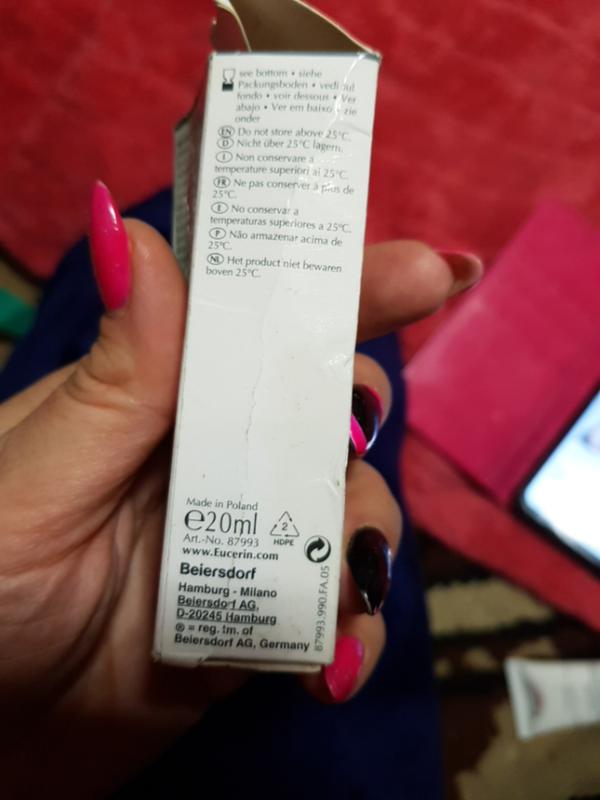 see bottom • siehe
Packungsboden • vedi sul
fondo • voir dessous • Ver
abajo • Ver em baixo • zie
onder
EN Do not store above 25°C.
D Nicht über 25°C lagern.
I Non conservare a
temperature superiori ai 25°C.
FR Ne pas conserver à plus de
25°C.
E No conservar a
temperaturas superiores a 25°C.
P Não armazenar acima de
25°C.
NL Het product niet bewaren
boven 25°C.
Made in Poland
℮20ml
Art.-No. 87993
www.Eucerin.com
2
HDPE
Beiersdorf
Hamburg - Milano
Beiersdorf AG,
D-20245 Hamburg
® = reg. tm. of
Beiersdorf AG, Germany
87993.990.FA.05